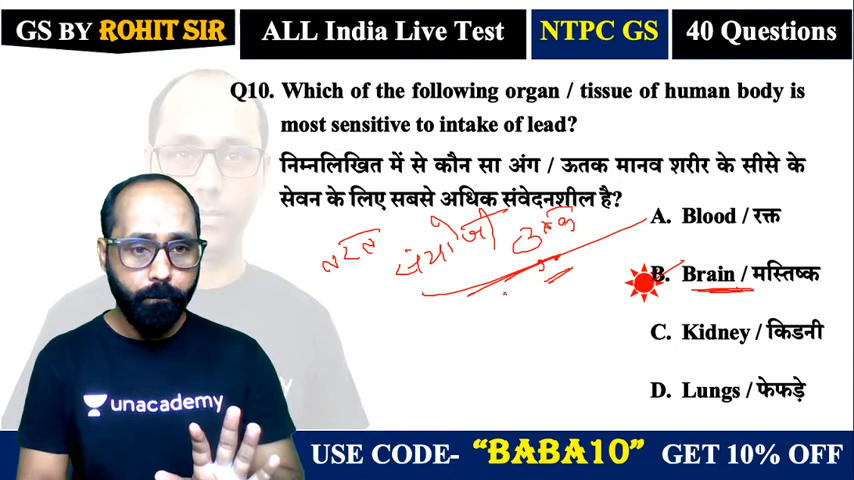 GS BY ROHIT SIR
ALL India Live Test
NTPC GS
40 Questions
Q10. Which of the following organ / tissue of human body is
most sensitive to intake of lead?
निम्नलिखित में से कौन सा अंग / ऊतक मानव शरीर के सीसे के
सेवन के लिए सबसे अधिक संवेदनशील है?
तरल संयोजी ऊतक
A. Blood / रक्त
B. Brain / मस्तिष्क
C. Kidney / किडनी
D. Lungs / फेफड़े
unacademy
USE CODE- “BABA10” GET 10% OFF